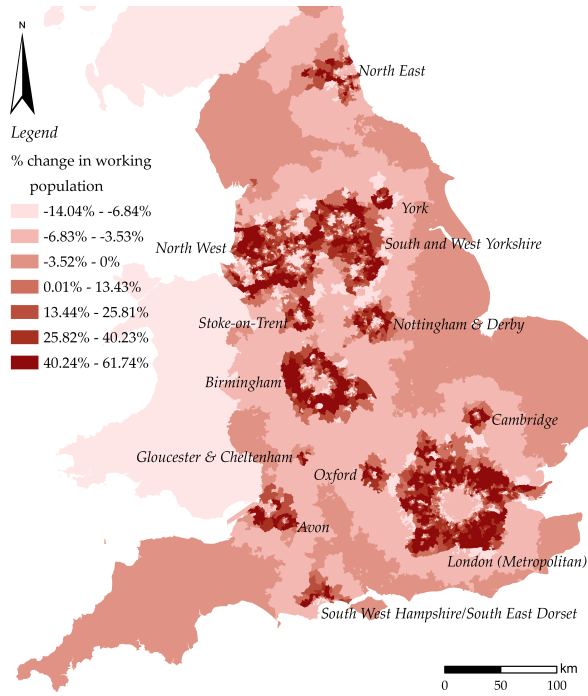 N
Legend
% change in working
population
-14.04% - -6.84%
-6.83% - -3.53%
-3.52% - 0%
0.01% - 13.43%
13.44% - 25.81%
25.82% - 40.23%
40.24% - 61.74%
North East
York
North West
South and West Yorkshire
Stoke-on-Trent
Nottingham & Derby
Birmingham
Cambridge
Gloucester & Cheltenham
Oxford
Avon
London (Metropolitan)
South West Hampshire/South East Dorset
km
0 50 100